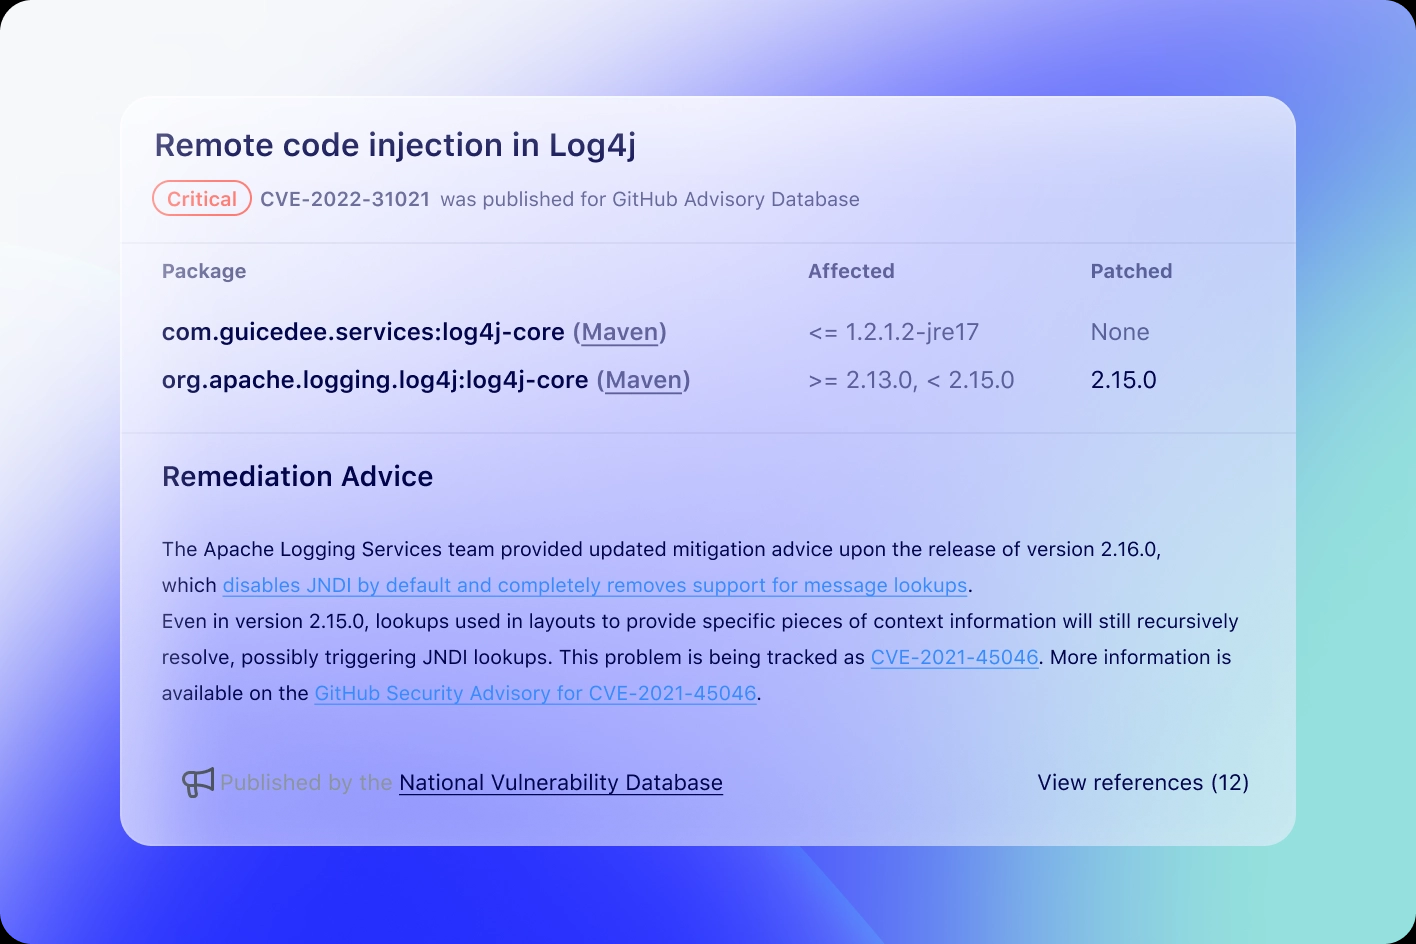 Remote code injection in Log4j
Critical CVE-2022-31021 was published for GitHub Advisory Database
Package Affected Patched
com.guicedee.services:log4j-core (Maven) <= 1.2.1.2-jre17 None
org.apache.logging.log4j:log4j-core (Maven) >= 2.13.0, < 2.15.0 2.15.0
Remediation Advice
The Apache Logging Services team provided updated mitigation advice upon the release of version 2.16.0,
which disables JNDI by default and completely removes support for message lookups.
Even in version 2.15.0, lookups used in layouts to provide specific pieces of context information will still recursively
resolve, possibly triggering JNDI lookups. This problem is being tracked as CVE-2021-45046. More information is
available on the GitHub Security Advisory for CVE-2021-45046.
Published by the National Vulnerability Database View references (12)